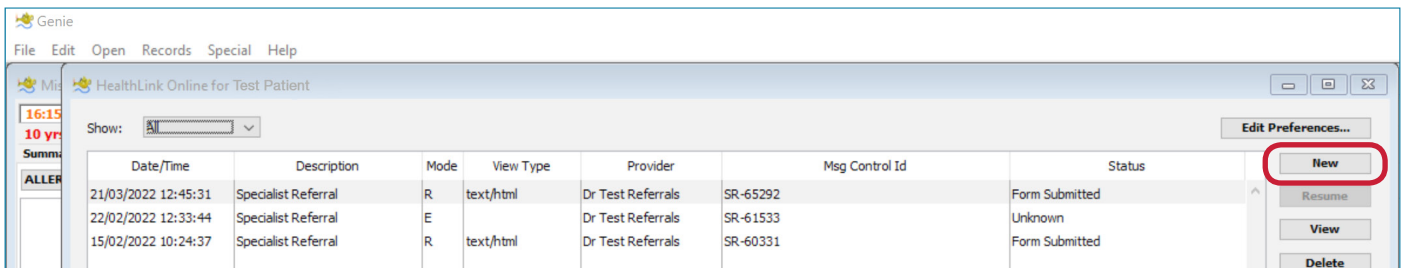 Genie
File Edit Open Records Special Help
Mis HealthLink Online for Test Patient
16:15
10 yrs
Summa
ALLER
Show: All
Edit Preferences...
Date/Time Description Mode View Type Provider Msg Control Id Status
New
21/03/2022 12:45:31 Specialist Referral R text/html Dr Test Referrals SR-65292 Form Submitted
Resume
22/02/2022 12:33:44 Specialist Referral E Dr Test Referrals SR-61533 Unknown
View
15/02/2022 10:24:37 Specialist Referral R text/html Dr Test Referrals SR-60331 Form Submitted
Delete